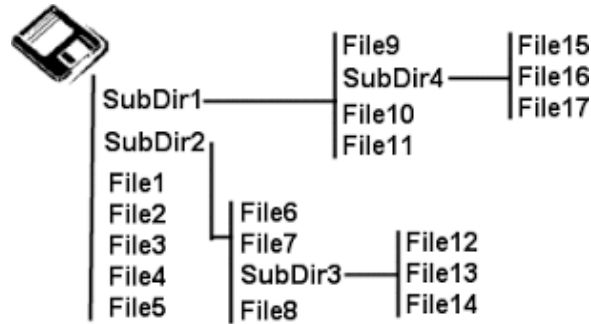 SubDir1
SubDir2
File1
File2
File3
File4
File5
File9
SubDir4
File10
File11
File15
File16
File17
File6
File7
SubDir3
File8
File12
File13
File14